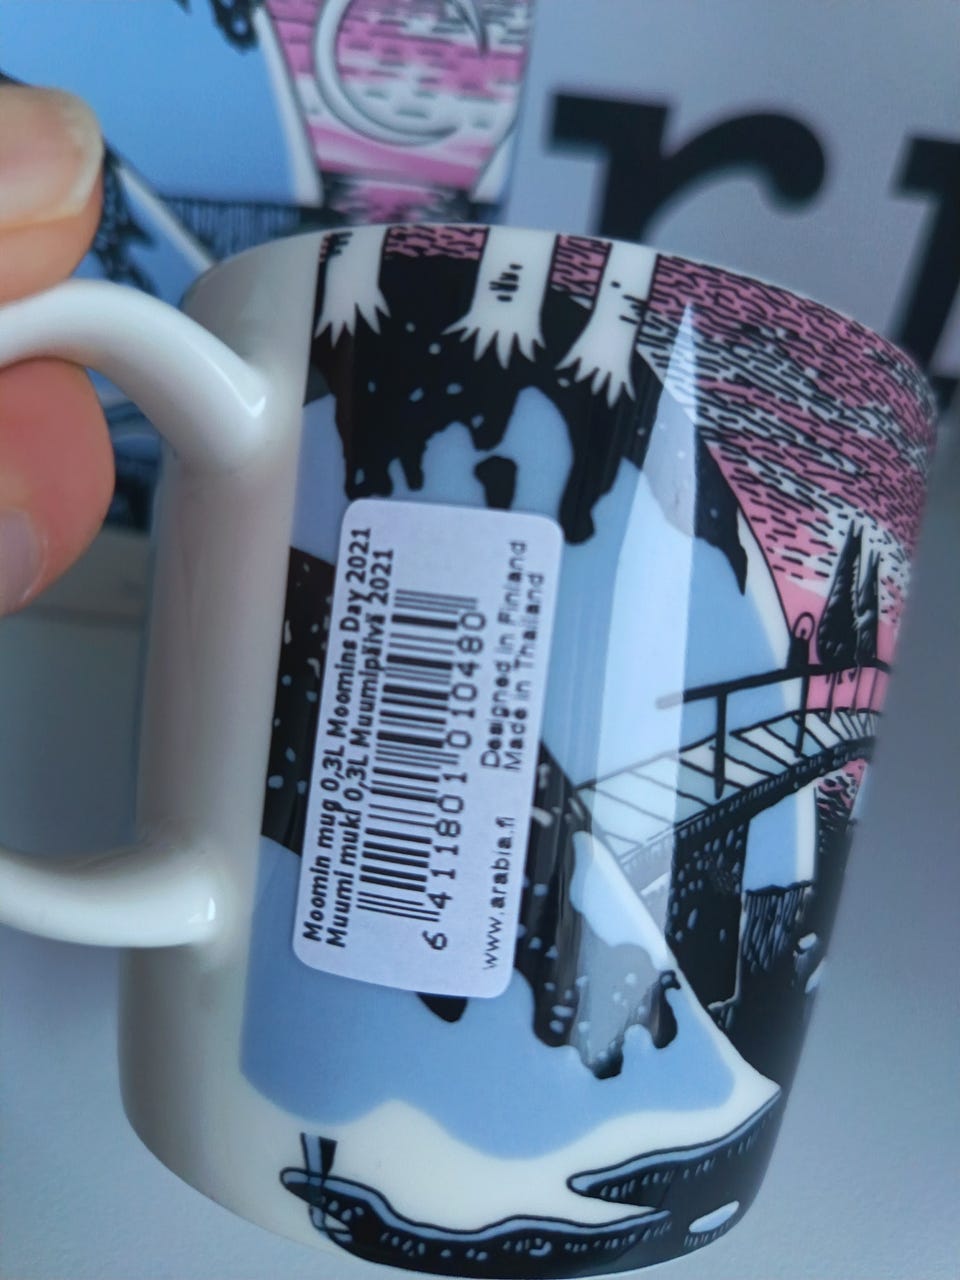 Moomin mug 0,3L Moomins Day 2021
Muumi muki 0,3L Muumipäivä 2021
6 411801 010480
www.arabia.fi
Designed in Finland
Made in Thailand
r